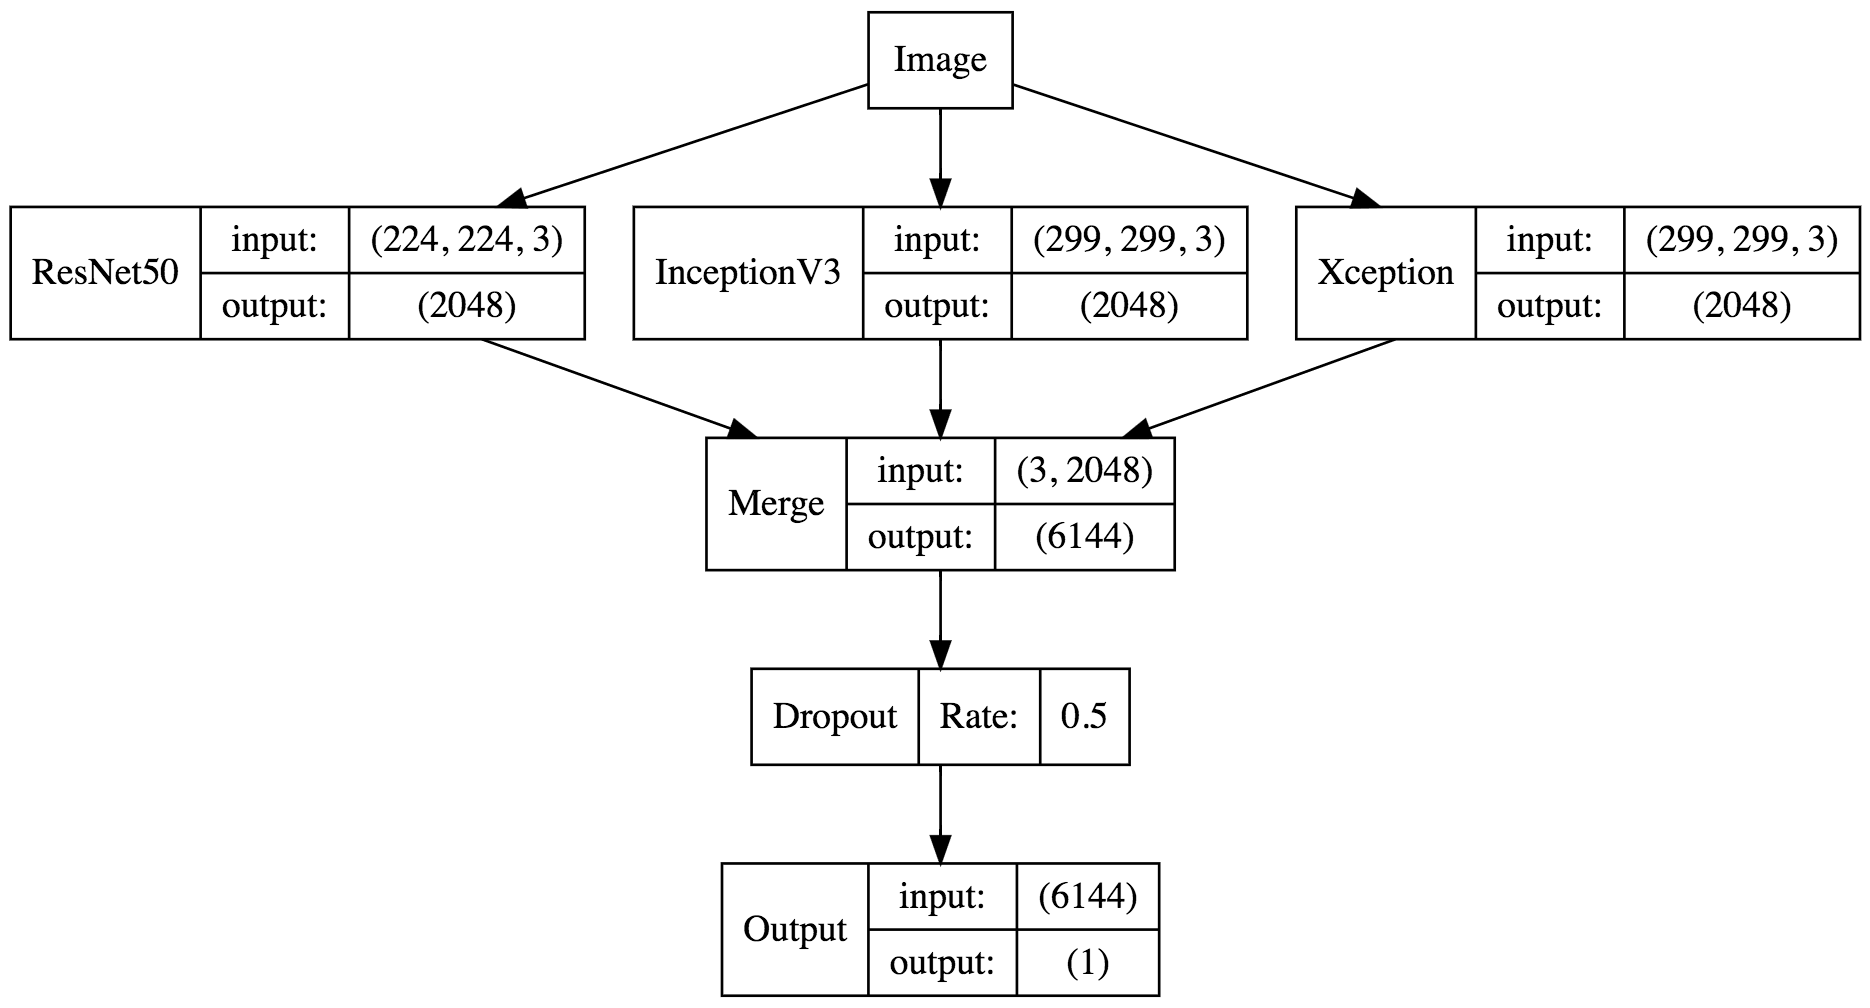 Image
ResNet50
input:
(224, 224, 3)
output:
(2048)
InceptionV3
input:
(299, 299, 3)
output:
(2048)
Xception
input:
(299, 299, 3)
output:
(2048)
Merge
input:
(3, 2048)
output:
(6144)
Dropout
Rate:
0.5
Output
input:
(6144)
output:
(1)